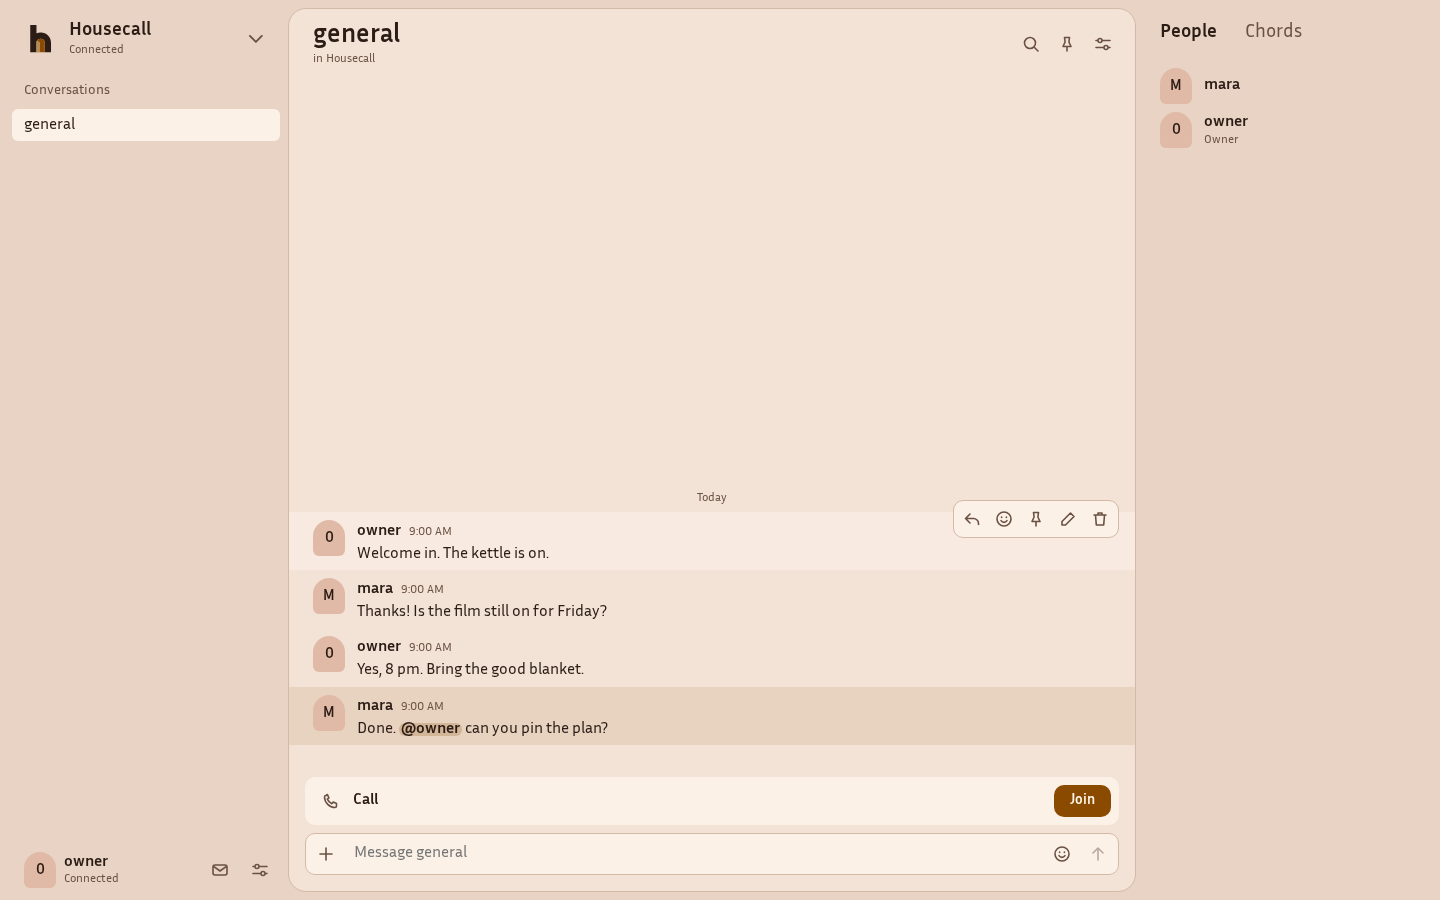 Housecall
Connected
Conversations
general
general
in Housecall
Today
O
owner 9:00 AM
Welcome in. The kettle is on.
M
mara 9:00 AM
Thanks! Is the film still on for Friday?
O
owner 9:00 AM
Yes, 8 pm. Bring the good blanket.
M
mara 9:00 AM
Done. @owner can you pin the plan?
Call
Join
Message general
People
Chords
M
mara
O
owner
Owner
O
owner
Connected